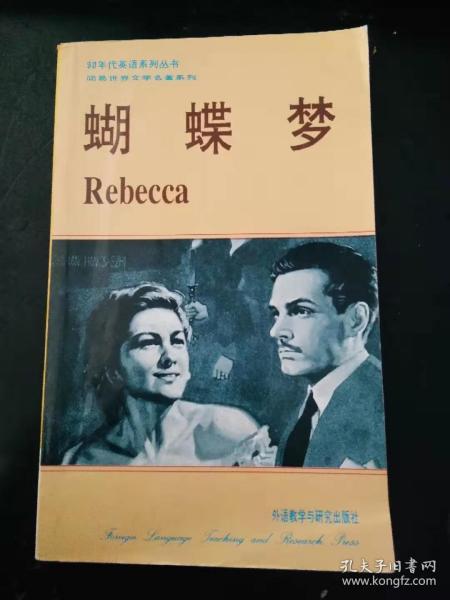 90年代英语系列丛书
简易世界文学名著系列
蝴蝶梦
Rebecca
外语教学与研究出版社
Foreign Language Teaching and Research Press
孔夫子旧书网
www.kongfz.com